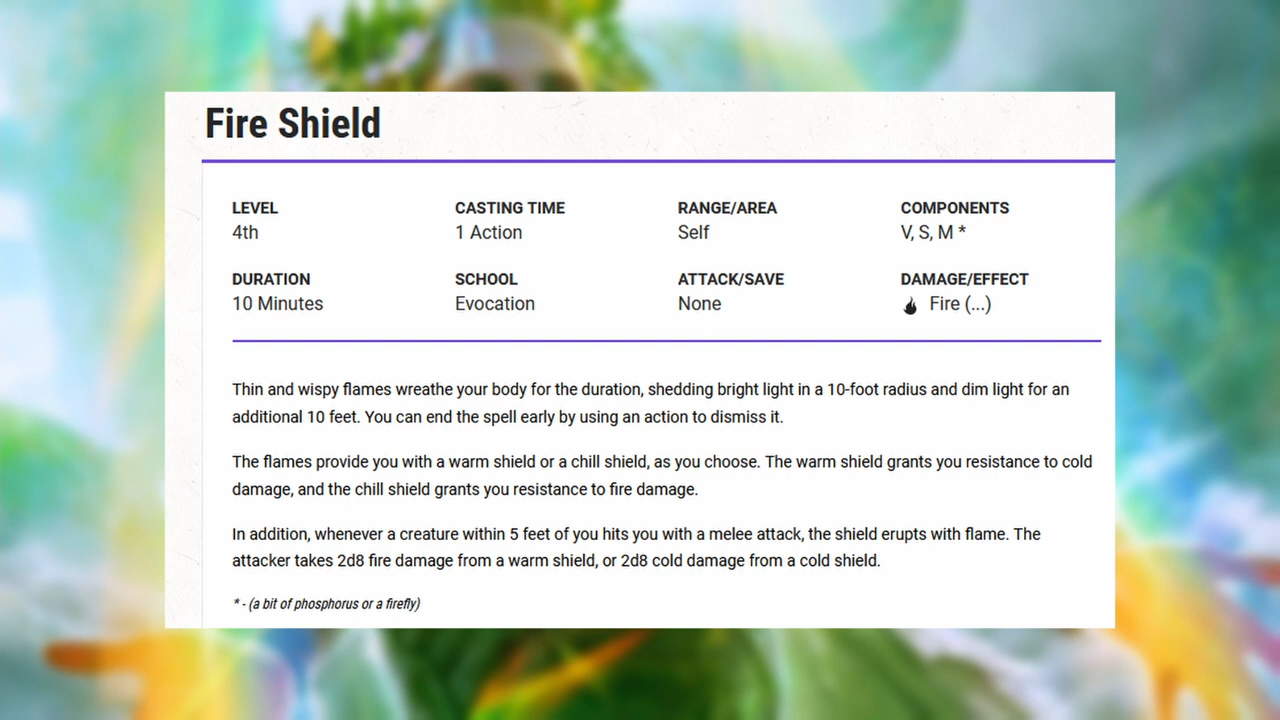 Fire Shield
LEVEL CASTING TIME RANGE/AREA COMPONENTS
4th 1 Action Self V, S, M *
DURATION SCHOOL ATTACK/SAVE DAMAGE/EFFECT
10 Minutes Evocation None Fire (...)
Thin and wispy flames wreathe your body for the duration, shedding bright light in a 10-foot radius and dim light for an
additional 10 feet. You can end the spell early by using an action to dismiss it.
The flames provide you with a warm shield or a chill shield, as you choose. The warm shield grants you resistance to cold
damage, and the chill shield grants you resistance to fire damage.
In addition, whenever a creature within 5 feet of you hits you with a melee attack, the shield erupts with flame. The
attacker takes 2d8 fire damage from a warm shield, or 2d8 cold damage from a cold shield.
* - (a bit of phosphorus or a firefly)